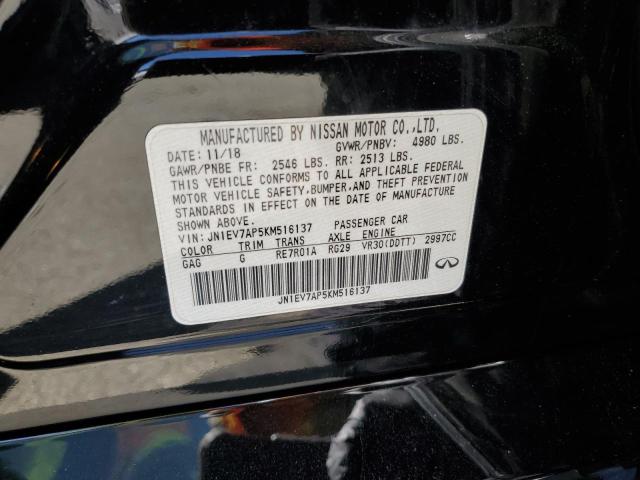 MANUFACTURED BY NISSAN MOTOR CO.,LTD.
DATE: 11/18 GVWR/PNBV: 4980 LBS.
GAWR/PNBE FR: 2546 LBS. RR: 2513 LBS.
THIS VEHICLE CONFORMS TO ALL APPLICABLE FEDERAL
MOTOR VEHICLE SAFETY,BUMPER,AND THEFT PREVENTION
STANDARDS IN EFFECT ON THE DATE OF MANUFACTURE
SHOWN ABOVE.
VIN: JN1EV7AP5KM516137 PASSENGER CAR
COLOR TRIM TRANS AXLE ENGINE
GAG G RE7R01A RG29 VR30(DDTT) 2997CC
JN1EV7AP5KM516137